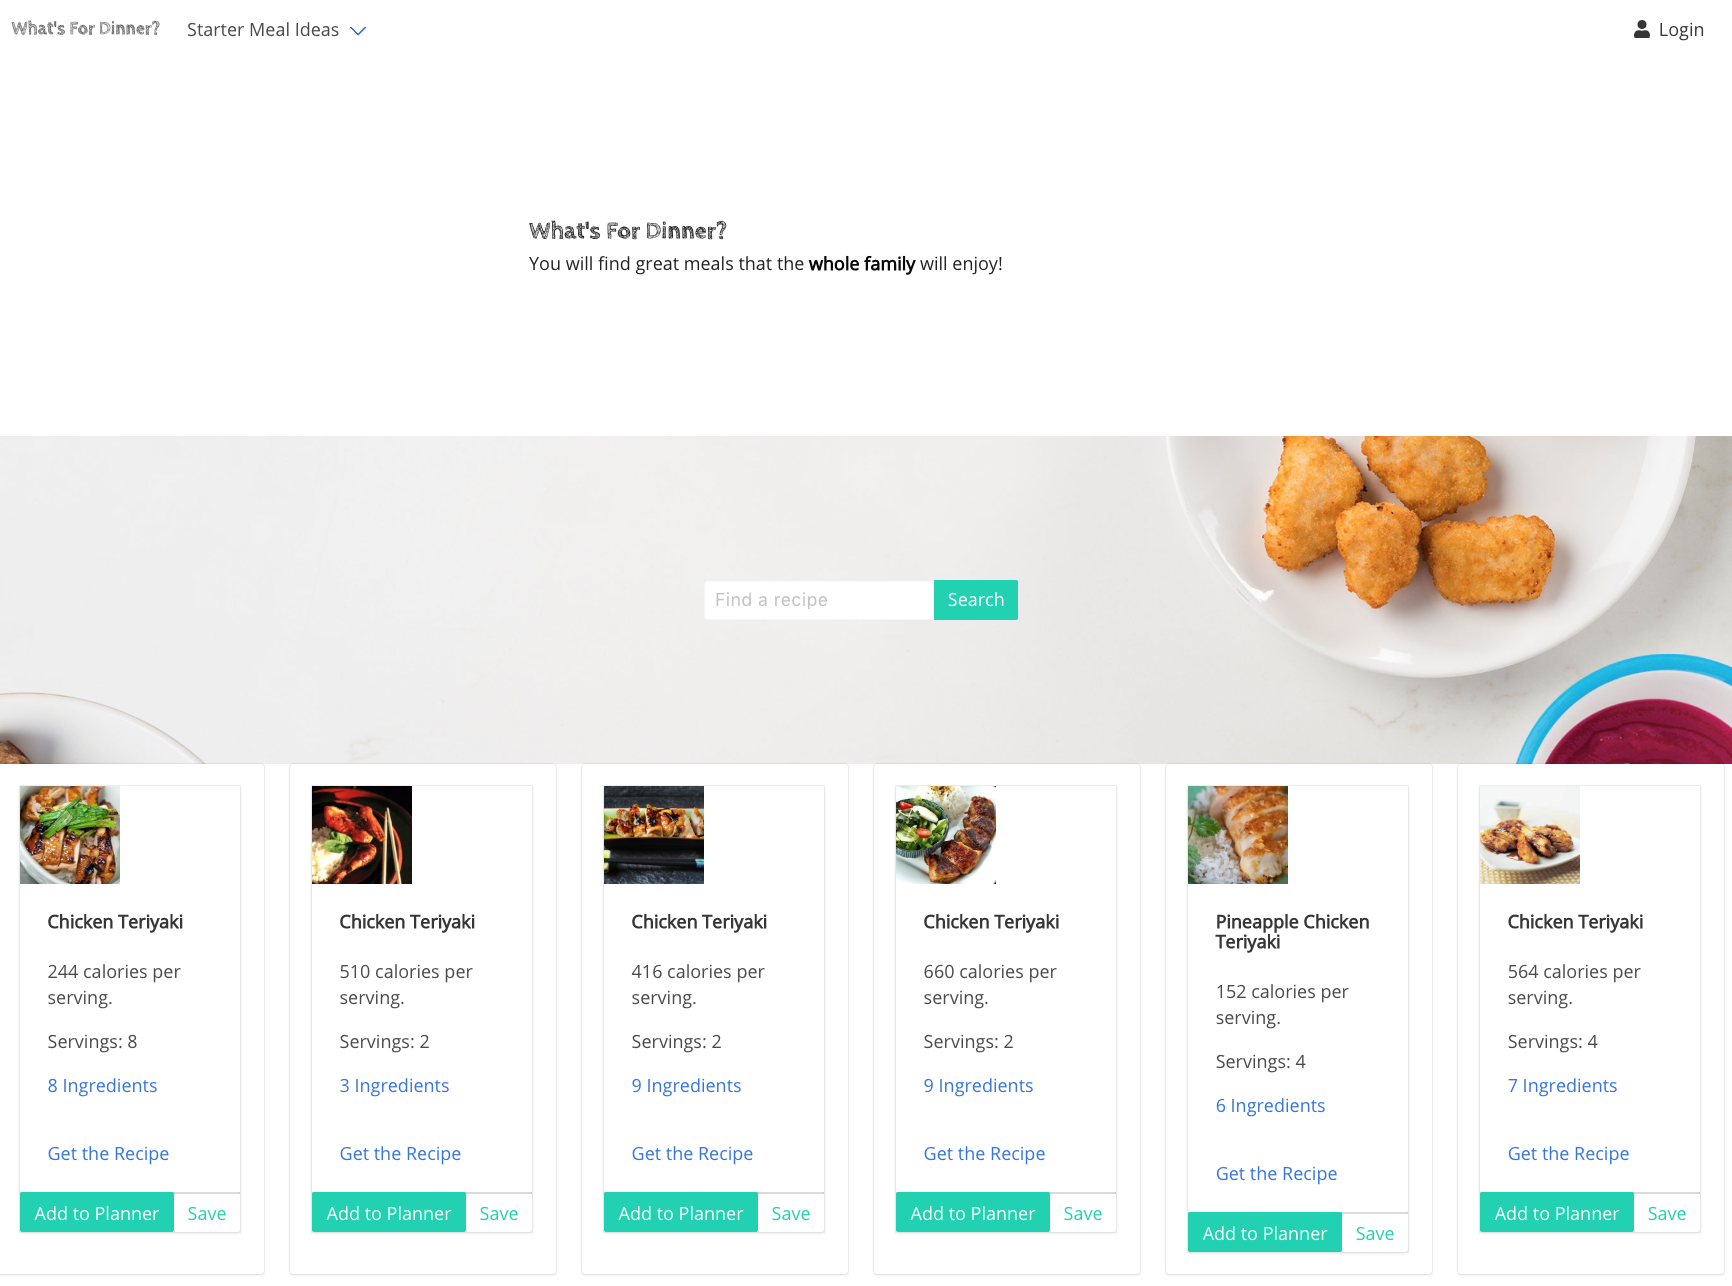 What's For Dinner?
Starter Meal Ideas
Login
What's For Dinner?
You will find great meals that the whole family will enjoy!
Find a recipe
Search
Chicken Teriyaki
244 calories per
serving.
Servings: 8
8 Ingredients
Get the Recipe
Add to Planner
Save
Chicken Teriyaki
510 calories per
serving.
Servings: 2
3 Ingredients
Get the Recipe
Add to Planner
Save
Chicken Teriyaki
416 calories per
serving.
Servings: 2
9 Ingredients
Get the Recipe
Add to Planner
Save
Chicken Teriyaki
660 calories per
serving.
Servings: 2
9 Ingredients
Get the Recipe
Add to Planner
Save
Pineapple Chicken
Teriyaki
152 calories per
serving.
Servings: 4
6 Ingredients
Get the Recipe
Add to Planner
Save
Chicken Teriyaki
564 calories per
serving.
Servings: 4
7 Ingredients
Get the Recipe
Add to Planner
Save